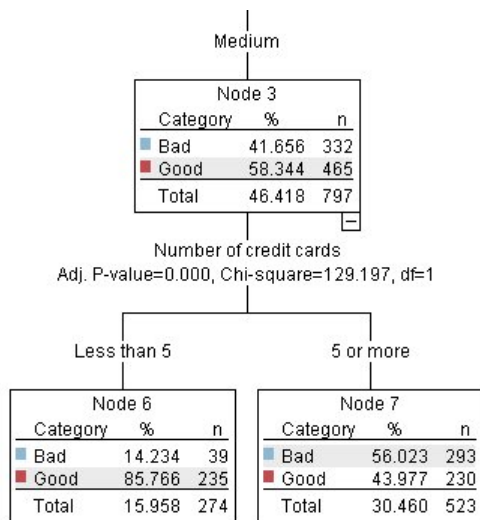 Medium
Node 3
Category % n
Bad 41.656 332
Good 58.344 465
Total 46.418 797
Number of credit cards
Adj. P-value=0.000, Chi-square=129.197, df=1
Less than 5
5 or more
Node 6
Category % n
Bad 14.234 39
Good 85.766 235
Total 15.958 274
Node 7
Category % n
Bad 56.023 293
Good 43.977 230
Total 30.460 523